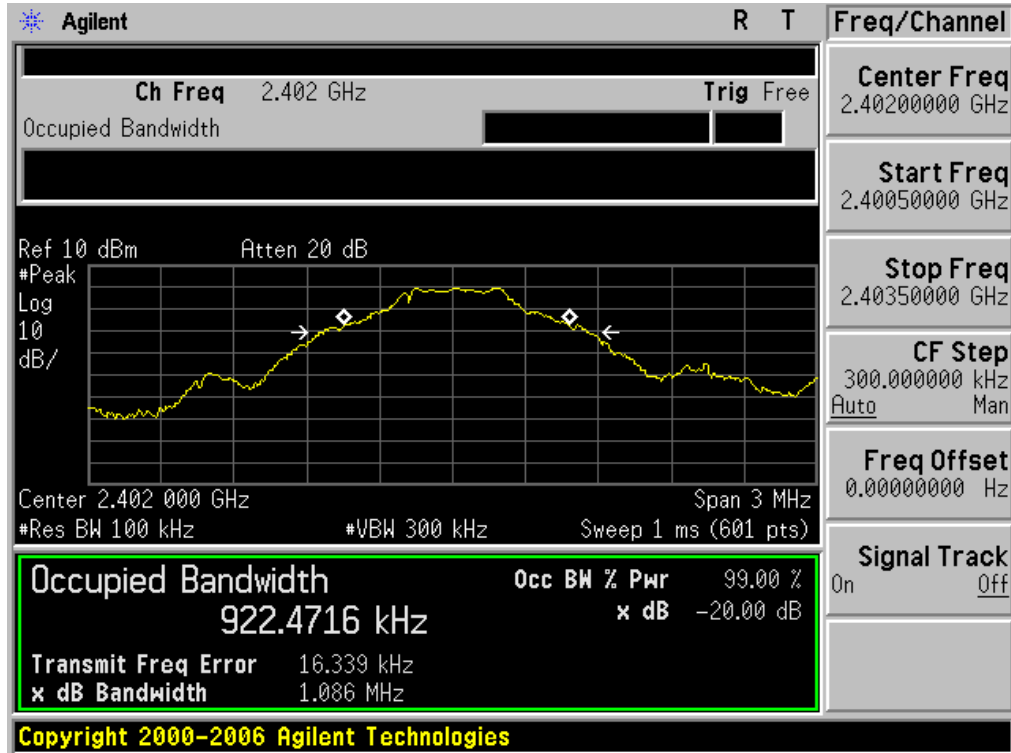 Agilent R T
Ch Freq 2.402 GHz Trig Free
Occupied Bandwidth
Ref 10 dBm Atten 20 dB
#Peak
Log
10
dB/
Center 2.402 000 GHz Span 3 MHz
#Res BW 100 kHz #VBW 300 kHz Sweep 1 ms (601 pts)
Occupied Bandwidth Occ BW % Pwr 99.00 %
922.4716 kHz x dB -20.00 dB
Transmit Freq Error 16.339 kHz
x dB Bandwidth 1.086 MHz
Copyright 2000-2006 Agilent Technologies
Freq/Channel
Center Freq
2.40200000 GHz
Start Freq
2.40050000 GHz
Stop Freq
2.40350000 GHz
CF Step
300.000000 kHz
Auto Man
Freq Offset
0.00000000 Hz
Signal Track
On Off